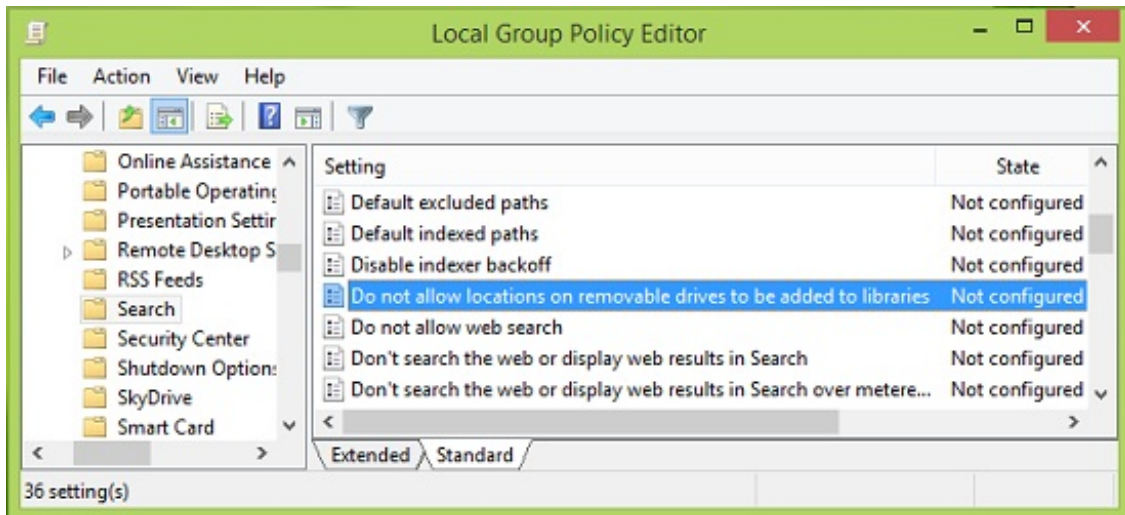 Local Group Policy Editor
File Action View Help
Online Assistance
Portable Operating
Presentation Settir
Remote Desktop S
RSS Feeds
Search
Security Center
Shutdown Option:
SkyDrive
Smart Card
Setting State
Default excluded paths Not configured
Default indexed paths Not configured
Disable indexer backoff Not configured
Do not allow locations on removable drives to be added to libraries Not configured
Do not allow web search Not configured
Don't search the web or display web results in Search Not configured
Don't search the web or display web results in Search over metere... Not configured
Extended Standard
36 setting(s)